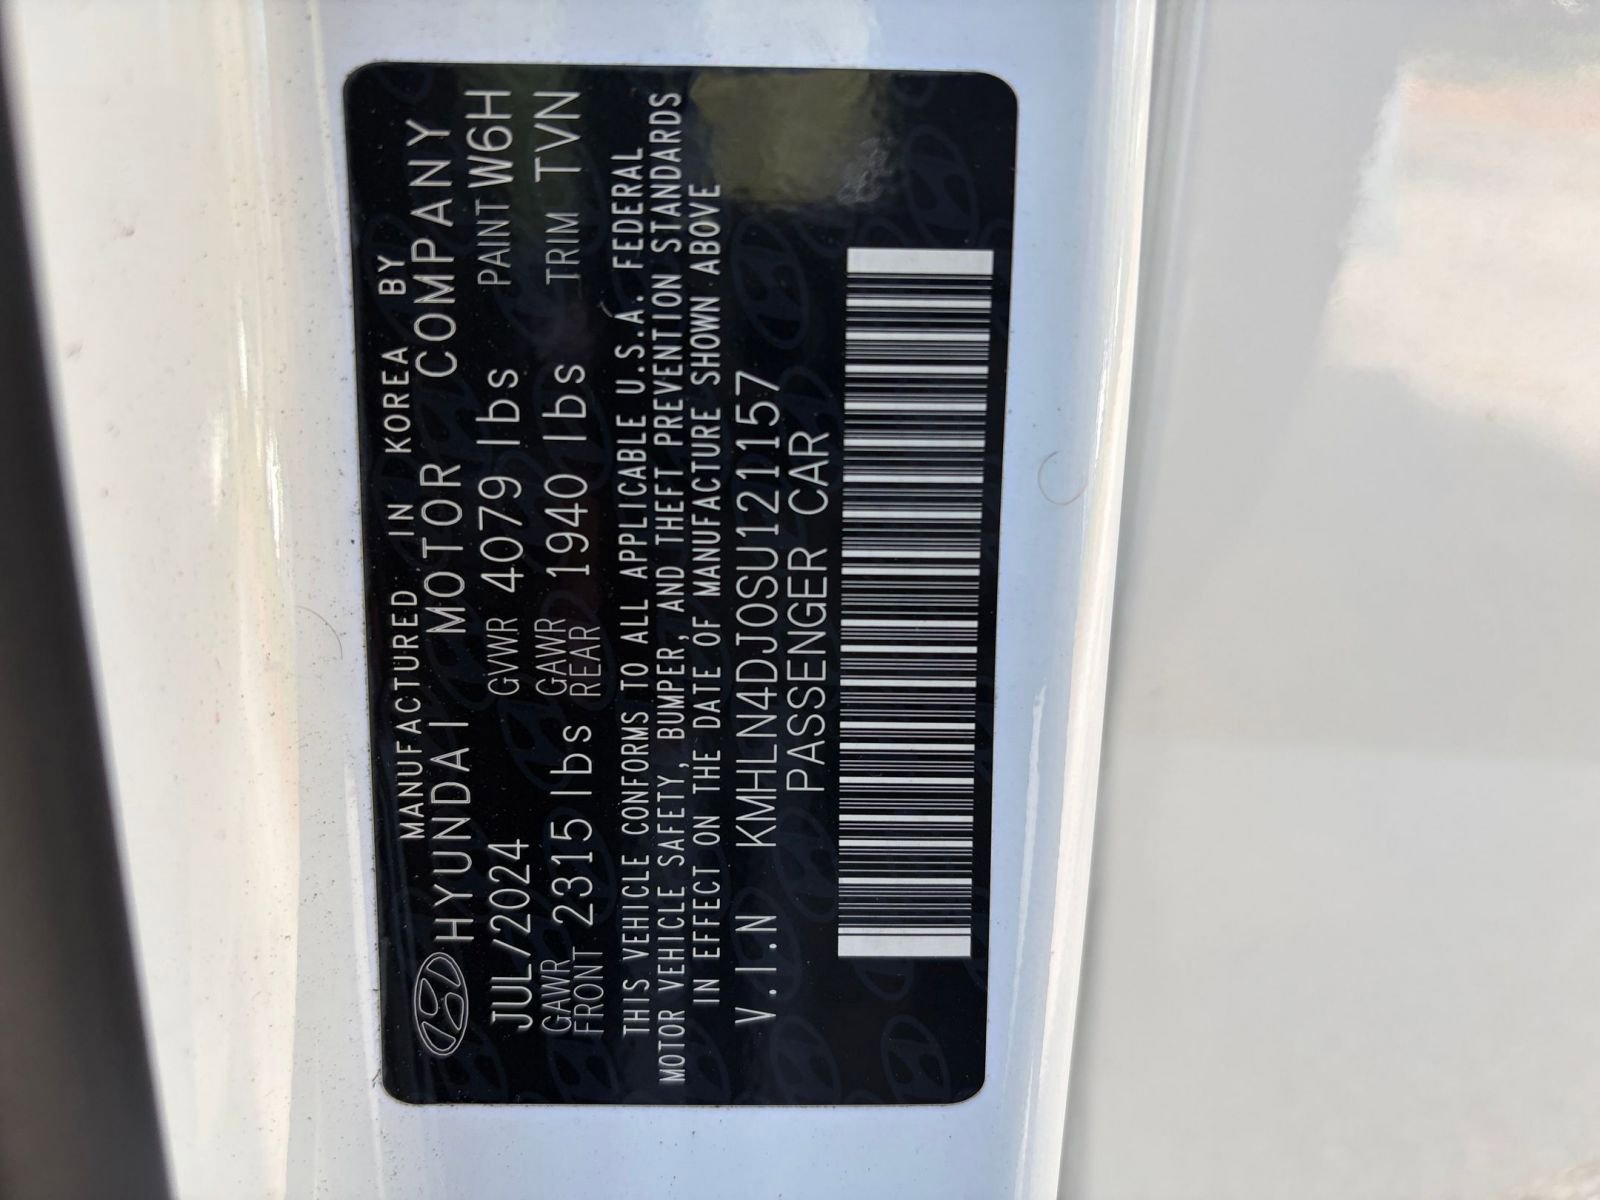 MANUFACTURED IN KOREA BY
HYUNDAI MOTOR COMPANY
JUL/2024 GVWR 4079 lbs PAINT W6H
GAWR FRONT 2315 lbs GAWR REAR 1940 lbs TRIM TVN
THIS VEHICLE CONFORMS TO ALL APPLICABLE U.S.A. FEDERAL
MOTOR VEHICLE SAFETY, BUMPER, AND THEFT PREVENTION STANDARDS
IN EFFECT ON THE DATE OF MANUFACTURE SHOWN ABOVE
V.I.N KMHLN4DJ0SU121157
PASSENGER CAR